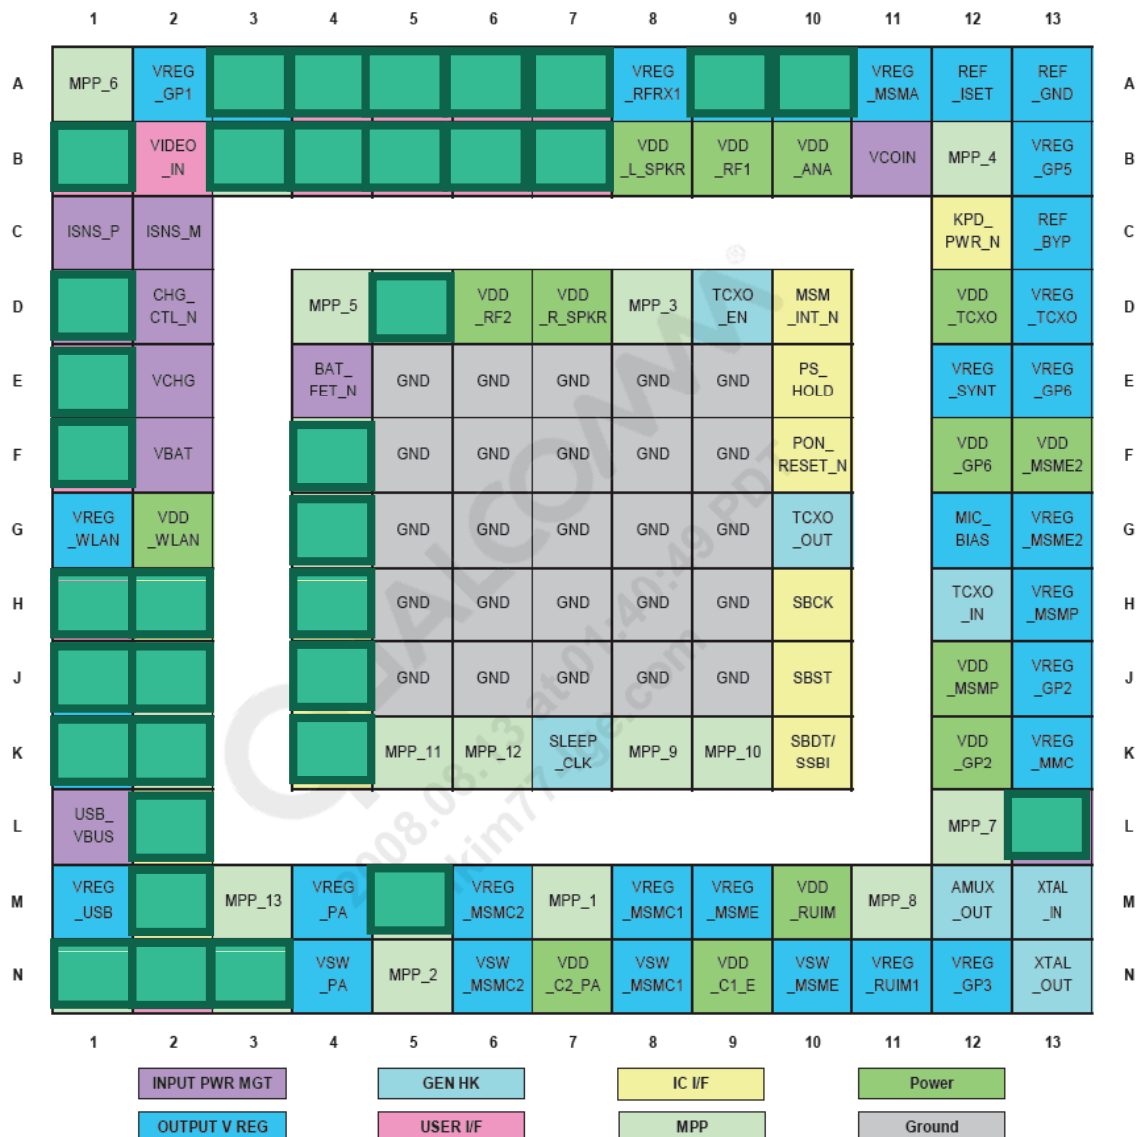 1 2 3 4 5 6 7 8 9 10 11 12 13
A MPP_6 VREG _GP1 VREG _RFRX1 VREG _MSMA REF _ISET REF _GND A
B VIDEO _IN VDD _L_SPKR VDD _RF1 VDD _ANA VCOIN MPP_4 VREG _GP5 B
C ISNS_P ISNS_M KPD_ PWR_N REF _BYP C
D CHG_ CTL_N MPP_5 VDD _RF2 VDD _R_SPKR MPP_3 TCXO _EN MSM _INT_N VDD _TCXO VREG _TCXO D
E VCHG BAT_ FET_N GND GND GND GND GND PS_ HOLD VREG _SYNT VREG _GP6 E
F VBAT GND GND GND GND GND PON_ RESET_N VDD _GP6 VDD _MSME2 F
G VREG _WLAN VDD _WLAN GND GND GND GND GND TCXO _OUT MIC_ BIAS VREG _MSME2 G
H GND GND GND GND GND SBCK TCXO _IN VREG _MSMP H
J GND GND GND GND GND SBST VDD _MSMP VREG _GP2 J
K MPP_11 MPP_12 SLEEP _CLK MPP_9 MPP_10 SBDT/ SSBI VDD _GP2 VREG _MMC K
L USB_ VBUS MPP_7 L
M VREG _USB MPP_13 VREG _PA VREG _MSMC2 MPP_1 VREG _MSMC1 VREG _MSME VDD _RUIM MPP_8 AMUX _OUT XTAL _IN M
N VSW _PA MPP_2 VSW _MSMC2 VDD _C2_PA VSW _MSMC1 VDD _C1_E VSW _MSME VREG _RUIM1 VREG _GP3 XTAL _OUT N
1 2 3 4 5 6 7 8 9 10 11 12 13
INPUT PWR MGT GEN HK IC I/F Power
OUTPUT V REG USER I/F MPP Ground
QUALCOMM®
2008.08.13 at 01:40:49 PDT